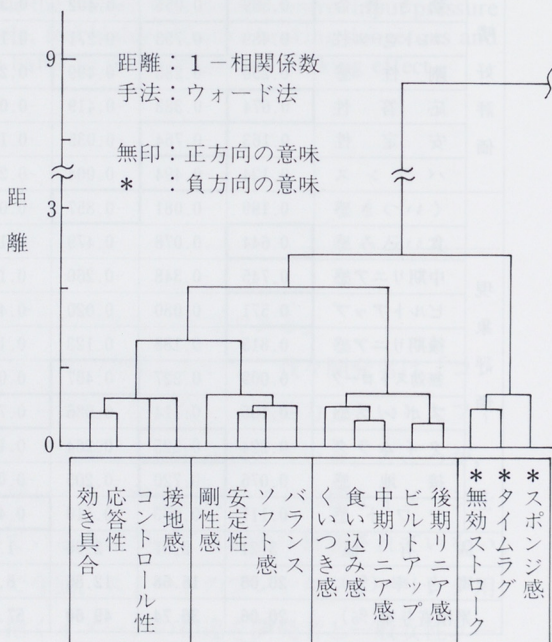 9
距離：1－相関係数
手法：ウォード法
無印：正方向の意味
＊：負方向の意味
距離
3
0
効き具合
応答性
コントロール性
接地感
剛性感
安定性
ソフト感
バランス
くいつき感
食い込み感
中期リニア感
ビルトアップ
後期リニア感
＊無効ストローク
＊タイムラグ
＊スポンジ感